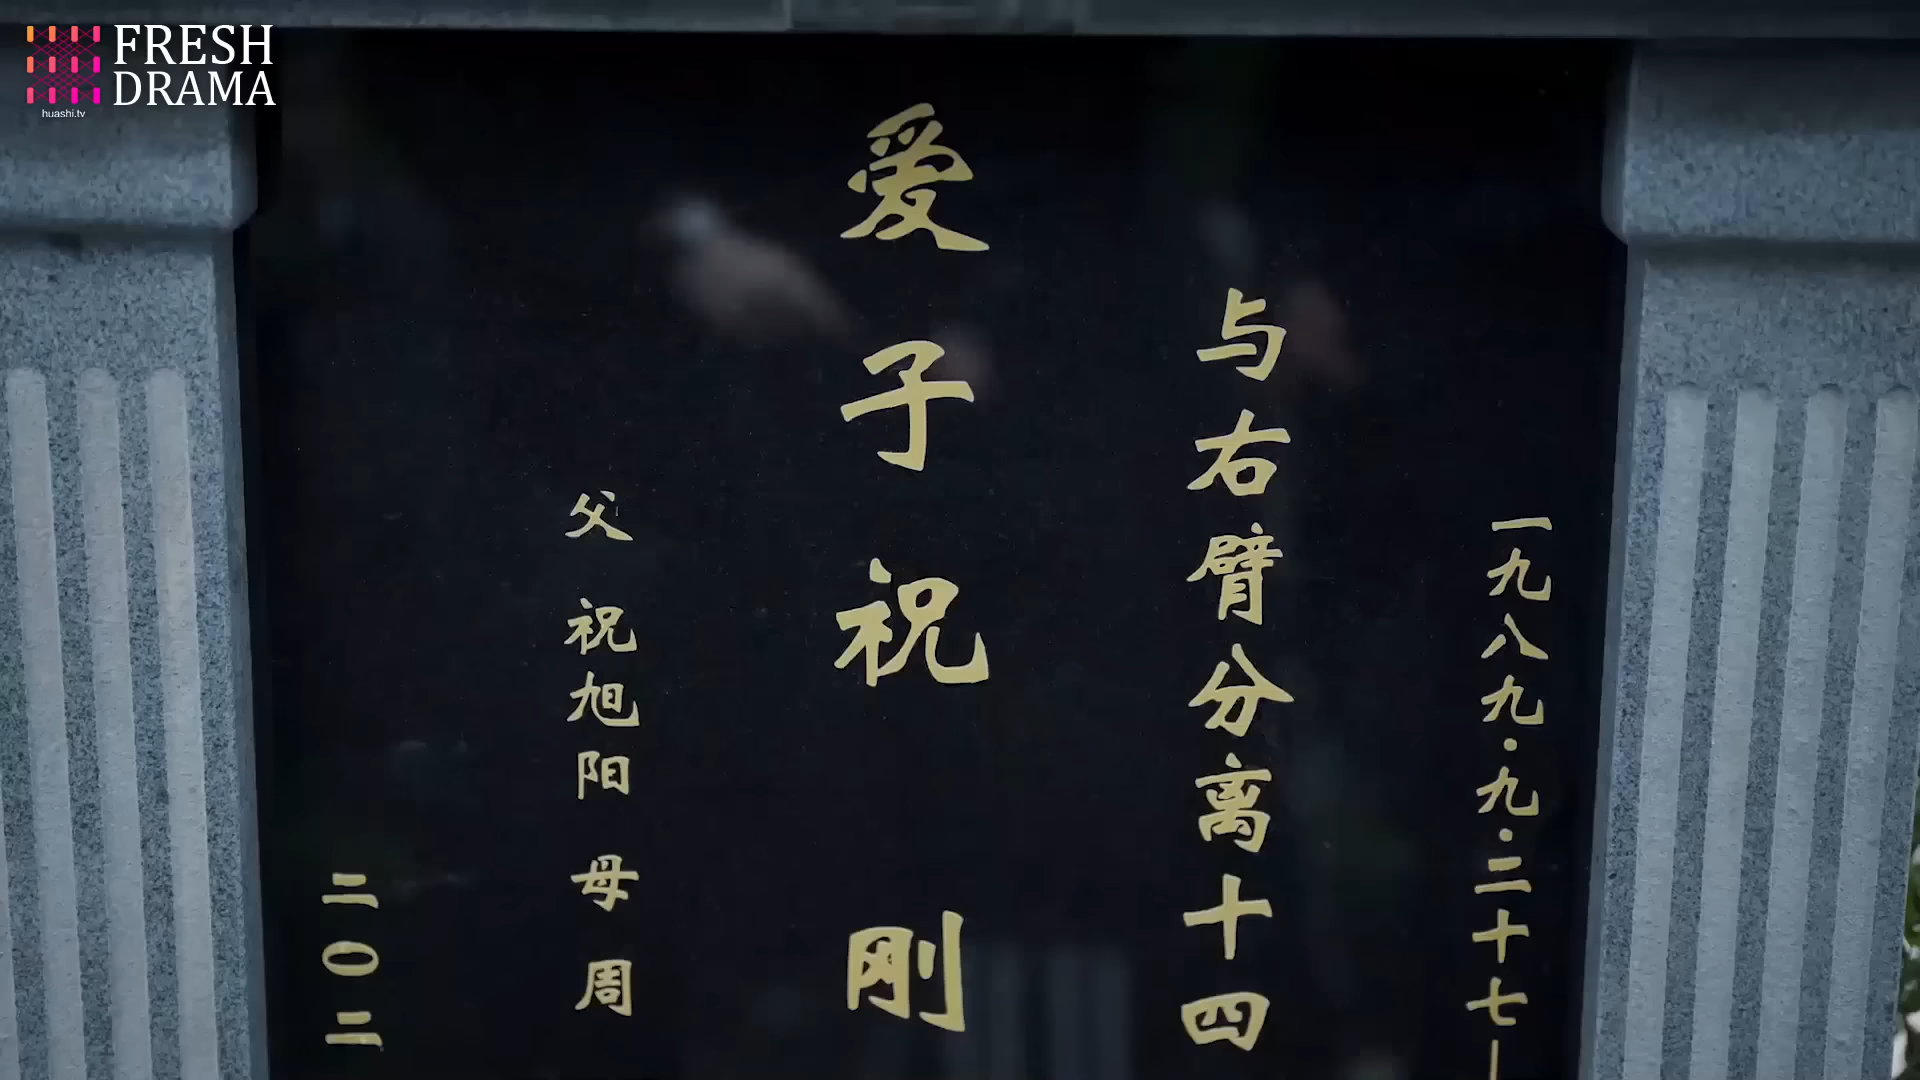 FRESH
DRAMA
huashi.tv
一九八九·九·二十七—
与右臂分离十四
爱子祝刚
父 祝旭阳 母 周
二〇二